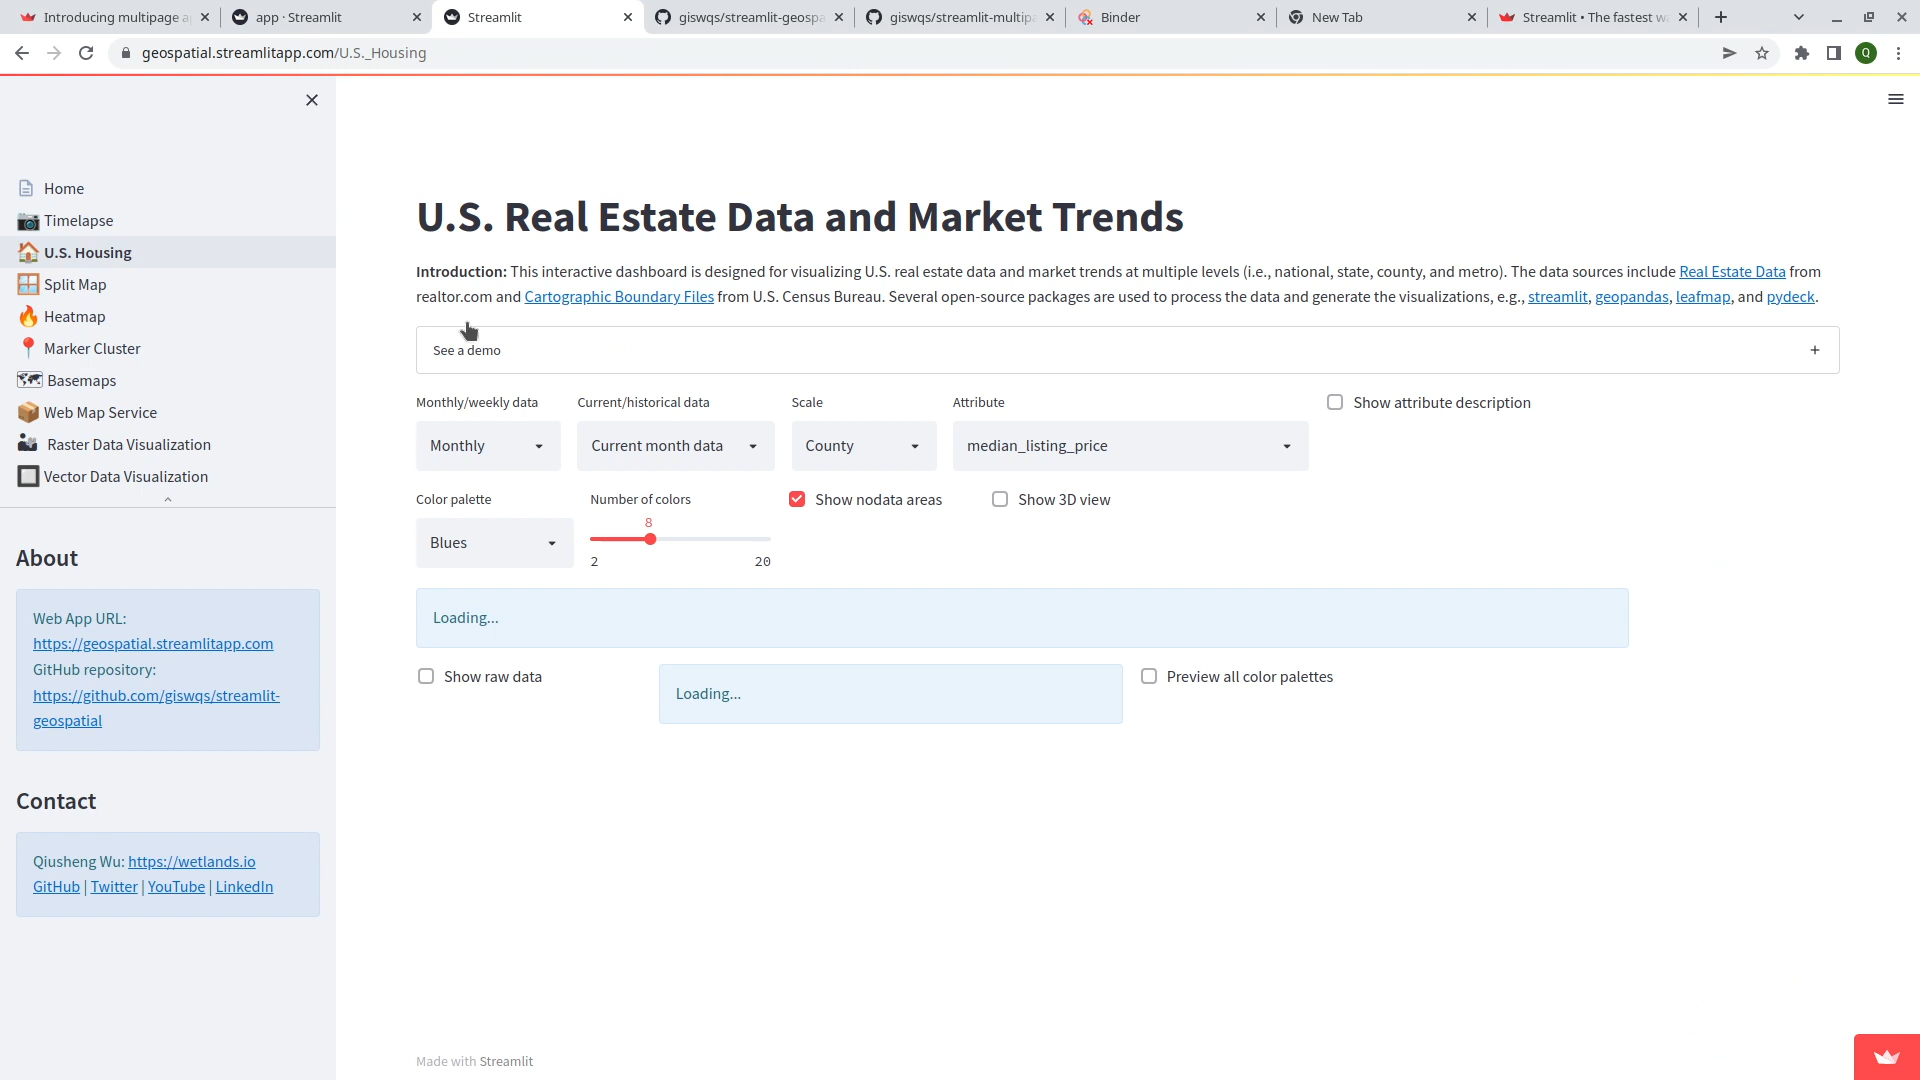 Introducing multipage a
app · Streamlit
Streamlit
giswqs/streamlit-geospa
giswqs/streamlit-multipa
Binder
New Tab
Streamlit • The fastest wa
geospatial.streamlitapp.com/U.S._Housing
Q
Home
Timelapse
U.S. Housing
Split Map
Heatmap
Marker Cluster
Basemaps
Web Map Service
Raster Data Visualization
Vector Data Visualization
About
Web App URL:
https://geospatial.streamlitapp.com
GitHub repository:
https://github.com/giswqs/streamlit-
geospatial
Contact
Qiusheng Wu: https://wetlands.io
GitHub | Twitter | YouTube | LinkedIn
U.S. Real Estate Data and Market Trends
Introduction: This interactive dashboard is designed for visualizing U.S. real estate data and market trends at multiple levels (i.e., national, state, county, and metro). The data sources include Real Estate Data from
realtor.com and Cartographic Boundary Files from U.S. Census Bureau. Several open-source packages are used to process the data and generate the visualizations, e.g., streamlit, geopandas, leafmap, and pydeck.
See a demo
Monthly/weekly data
Current/historical data
Scale
Attribute
Show attribute description
Monthly
Current month data
County
median_listing_price
Color palette
Number of colors
Show nodata areas
Show 3D view
8
Blues
2
20
Loading...
Show raw data
Loading...
Preview all color palettes
Made with Streamlit